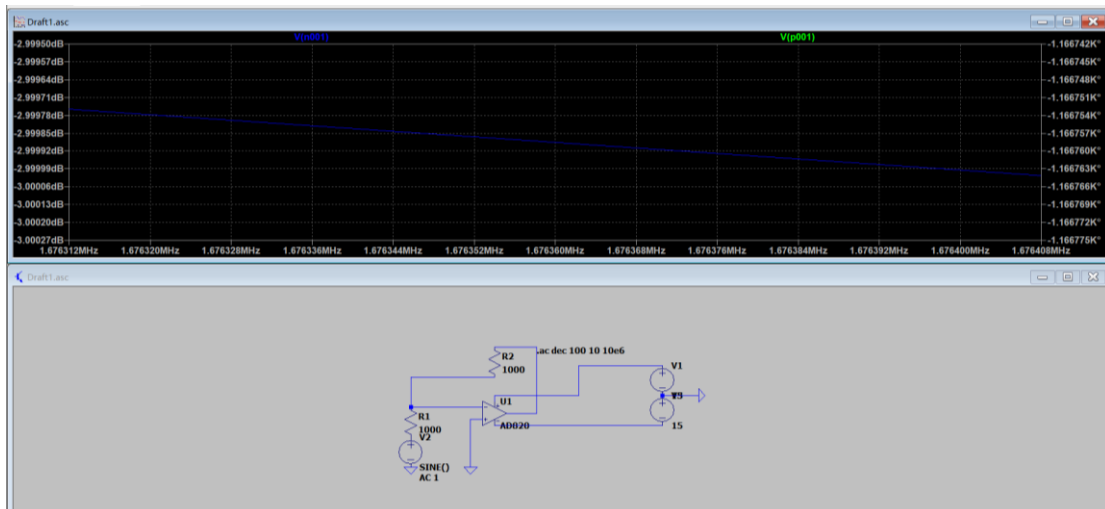 Draft1.asc
V(n001) V(p001)
-2.99950dB -1.166742K°
-2.99957dB -1.166745K°
-2.99964dB -1.166748K°
-2.99971dB -1.166751K°
-2.99978dB -1.166754K°
-2.99985dB -1.166757K°
-2.99992dB -1.166760K°
-2.99999dB -1.166763K°
-3.00006dB -1.166766K°
-3.00013dB -1.166769K°
-3.00020dB -1.166772K°
-3.00027dB -1.166775K°
1.676312MHz 1.676320MHz 1.676328MHz 1.676336MHz 1.676344MHz 1.676352MHz 1.676360MHz 1.676368MHz 1.676376MHz 1.676384MHz 1.676392MHz 1.676400MHz 1.676408MHz
Draft1.asc
.ac dec 100 10 10e6
R2
1000
V1
U1
R1
1000
AD820
15
V2
SINE()
AC 1